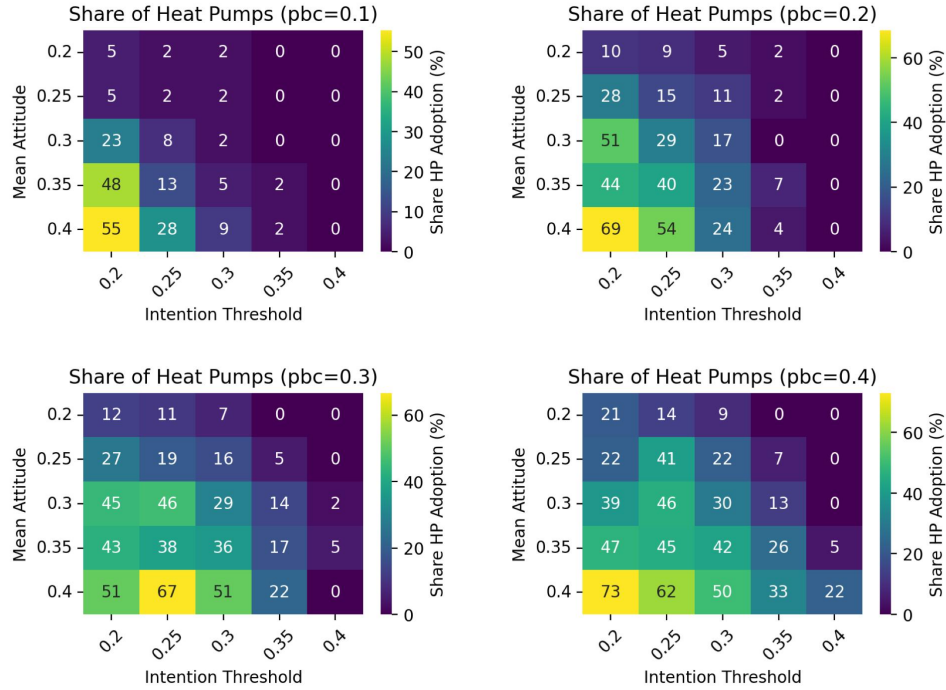 Share of Heat Pumps (pbc=0.1)
Mean Attitude
0.2 5 2 2 0 0
0.25 5 2 2 0 0
0.3 23 8 2 0 0
0.35 48 13 5 2 0
0.4 55 28 9 2 0
0.2 0.25 0.3 0.35 0.4
Intention Threshold
50
40
30
20
10
0
Share HP Adoption (%)
Share of Heat Pumps (pbc=0.2)
Mean Attitude
0.2 10 9 5 2 0
0.25 28 15 11 2 0
0.3 51 29 17 0 0
0.35 44 40 23 7 0
0.4 69 54 24 4 0
0.2 0.25 0.3 0.35 0.4
Intention Threshold
60
40
20
0
Share HP Adoption (%)
Share of Heat Pumps (pbc=0.3)
Mean Attitude
0.2 12 11 7 0 0
0.25 27 19 16 5 0
0.3 45 46 29 14 2
0.35 43 38 36 17 5
0.4 51 67 51 22 0
0.2 0.25 0.3 0.35 0.4
Intention Threshold
60
40
20
0
Share HP Adoption (%)
Share of Heat Pumps (pbc=0.4)
Mean Attitude
0.2 21 14 9 0 0
0.25 22 41 22 7 0
0.3 39 46 30 13 0
0.35 47 45 42 26 5
0.4 73 62 50 33 22
0.2 0.25 0.3 0.35 0.4
Intention Threshold
60
40
20
0
Share HP Adoption (%)